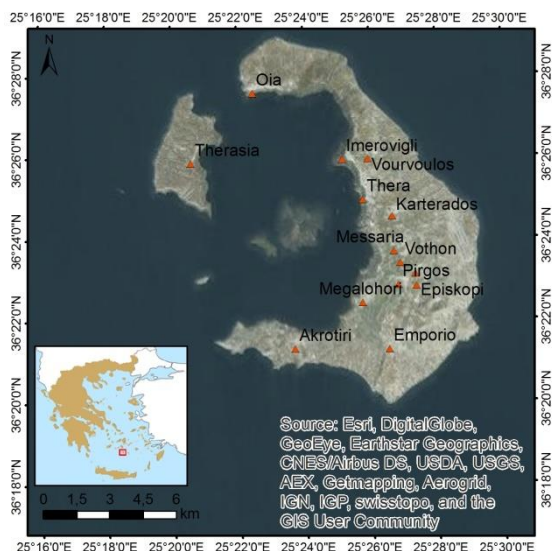 25°16'0"E 25°18'0"E 25°20'0"E 25°22'0"E 25°24'0"E 25°26'0"E 25°28'0"E 25°30'0"E
N
36°28'0"N
36°28'0"N
Oia
Imerovigli
36°26'0"N
Therasia
Vourvoulos
36°26'0"N
Thera
Karterados
36°24'0"N
Messaria
Vothon
36°24'0"N
Pirgos
Megalohori
Episkopi
36°22'0"N
36°22'0"N
Akrotiri
Emporio
36°20'0"N
36°20'0"N
Source: Esri, DigitalGlobe,
GeoEye, Earthstar Geographics,
CNES/Airbus DS, USDA, USGS,
AEX, Getmapping, Aerogrid,
IGN, IGP, swisstopo, and the
GIS User Community
36°18'0"N
36°18'0"N
0 1,5 3 4,5 6
km
25°16'0"E 25°18'0"E 25°20'0"E 25°22'0"E 25°24'0"E 25°26'0"E 25°28'0"E 25°30'0"E